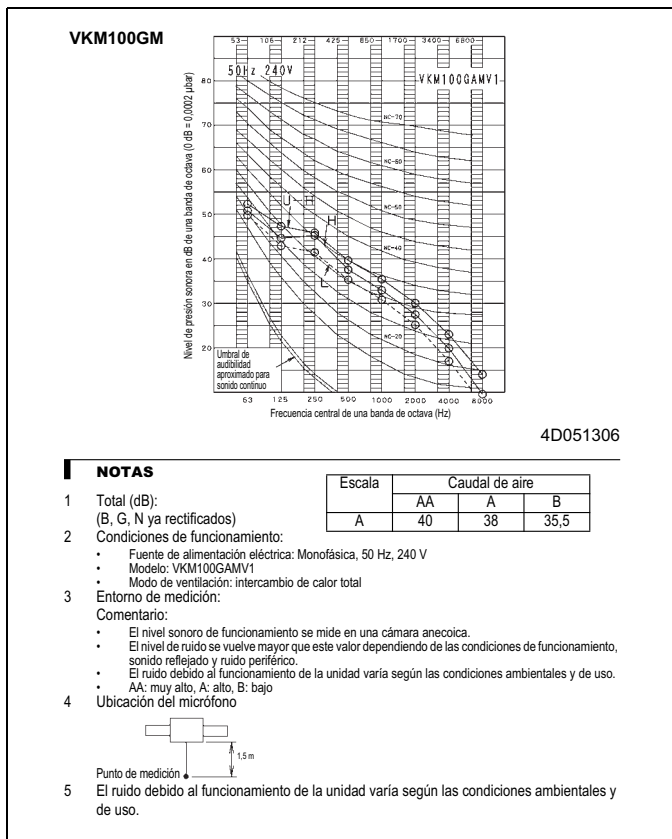 VKM100GM
53 106 212 425 850 1700 3400 6800
50Hz 240V
VKM100GAMV1
80
70
60
50
40
30
20
NC-70
NC-60
NC-50
NC-40
NC-20
U - H
H
L
Nivel de presión sonora en dB de una banda de octava (0 dB = 0,0002 µbar)
Umbral de
audibilidad
aproximado para
sonido continuo
63 125 250 500 1000 2000 4000 8000
Frecuencia central de una banda de octava (Hz)
4D051306
NOTAS
1 Total (dB):
(B, G, N ya rectificados)
Escala Caudal de aire
AA A B
A 40 38 35,5
2 Condiciones de funcionamiento:
• Fuente de alimentación eléctrica: Monofásica, 50 Hz, 240 V
• Modelo: VKM100GAMV1
• Modo de ventilación: intercambio de calor total
3 Entorno de medición:
Comentario:
• El nivel sonoro de funcionamiento se mide en una cámara anecoica.
• El nivel de ruido se vuelve mayor que este valor dependiendo de las condiciones de funcionamiento,
sonido reflejado y ruido periférico.
• El ruido debido al funcionamiento de la unidad varía según las condiciones ambientales y de uso.
• AA: muy alto, A: alto, B: bajo
4 Ubicación del micrófono
1,5 m
Punto de medición
5 El ruido debido al funcionamiento de la unidad varía según las condiciones ambientales y
de uso.